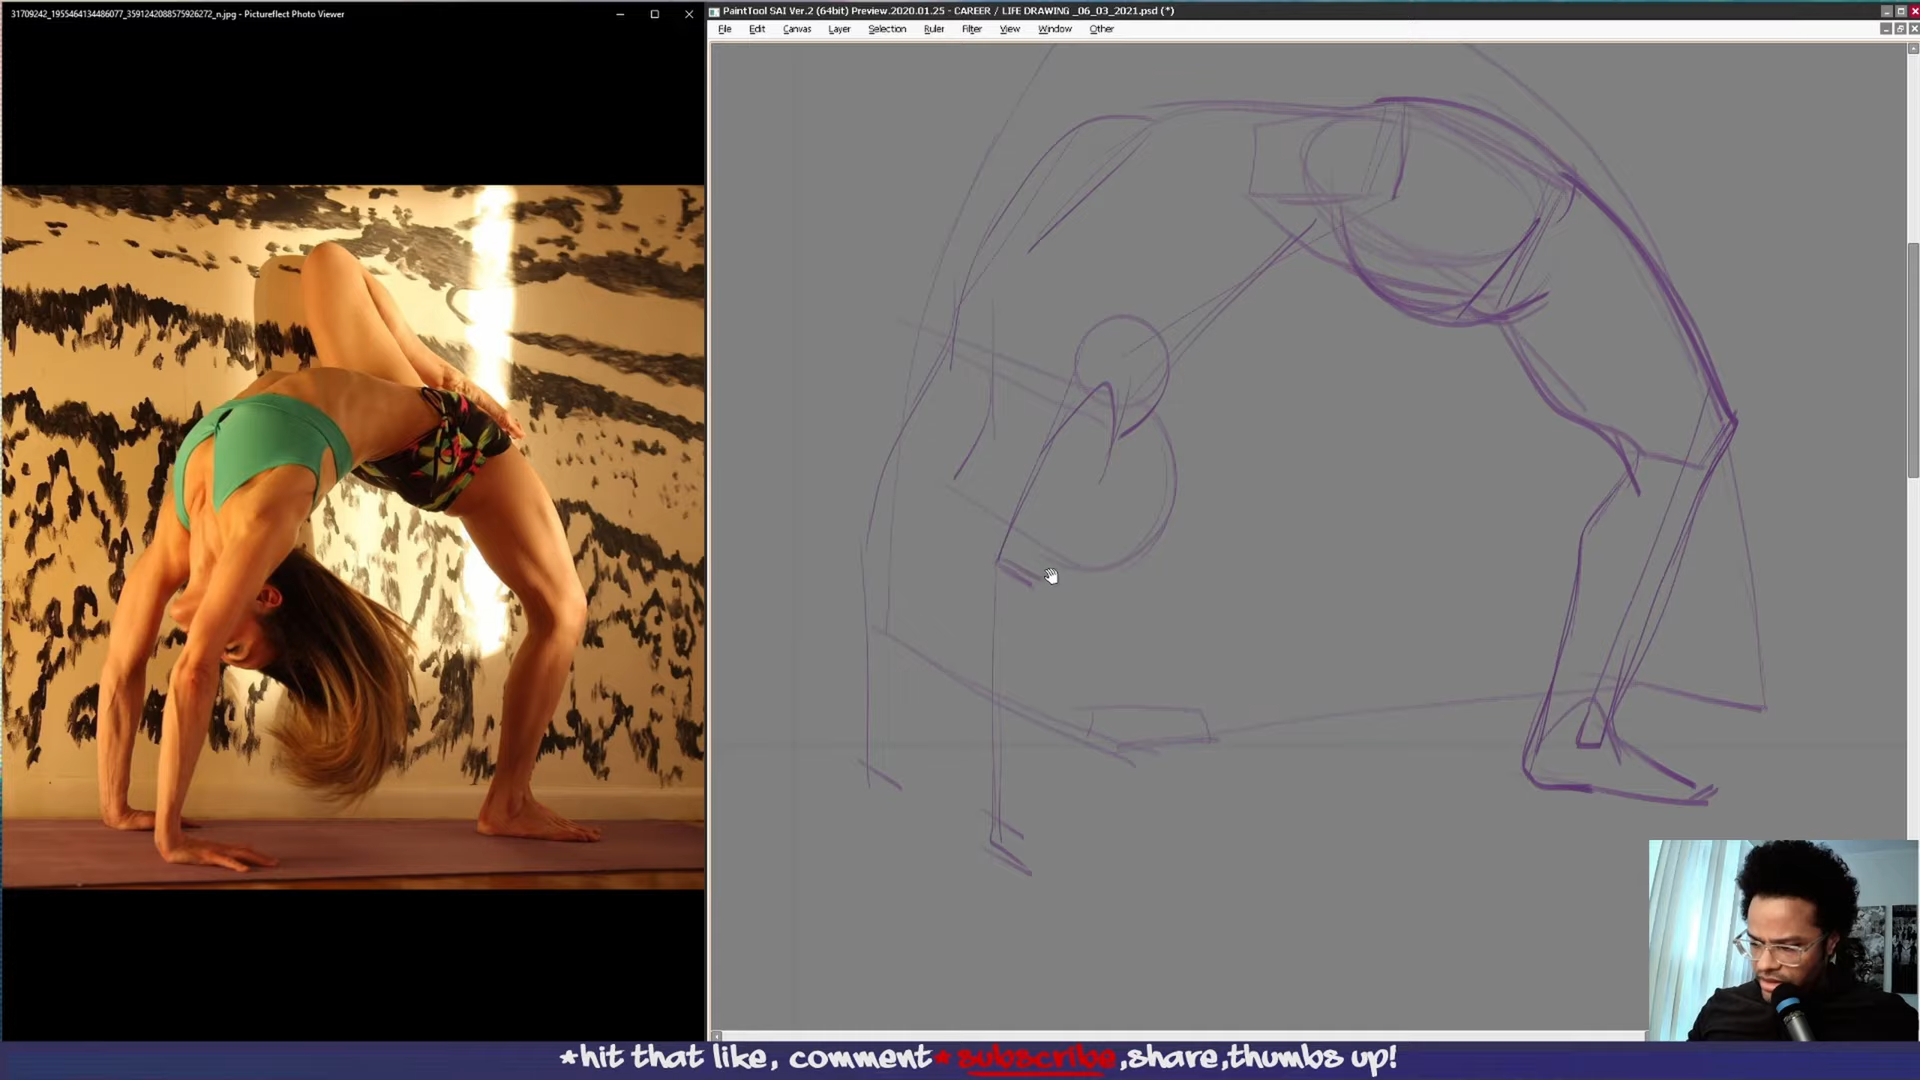 31709242_1955464134486077_3591242088575926272_n.jpg - Pictureflect Photo Viewer
PaintTool SAI Ver.2 (64bit) Preview.2020.01.25 - CAREER / LIFE DRAWING _06_03_2021.psd (*)
File Edit Canvas Layer Selection Ruler Filter View Window Other
*hit that like, comment* subscribe,share,thumbs up!